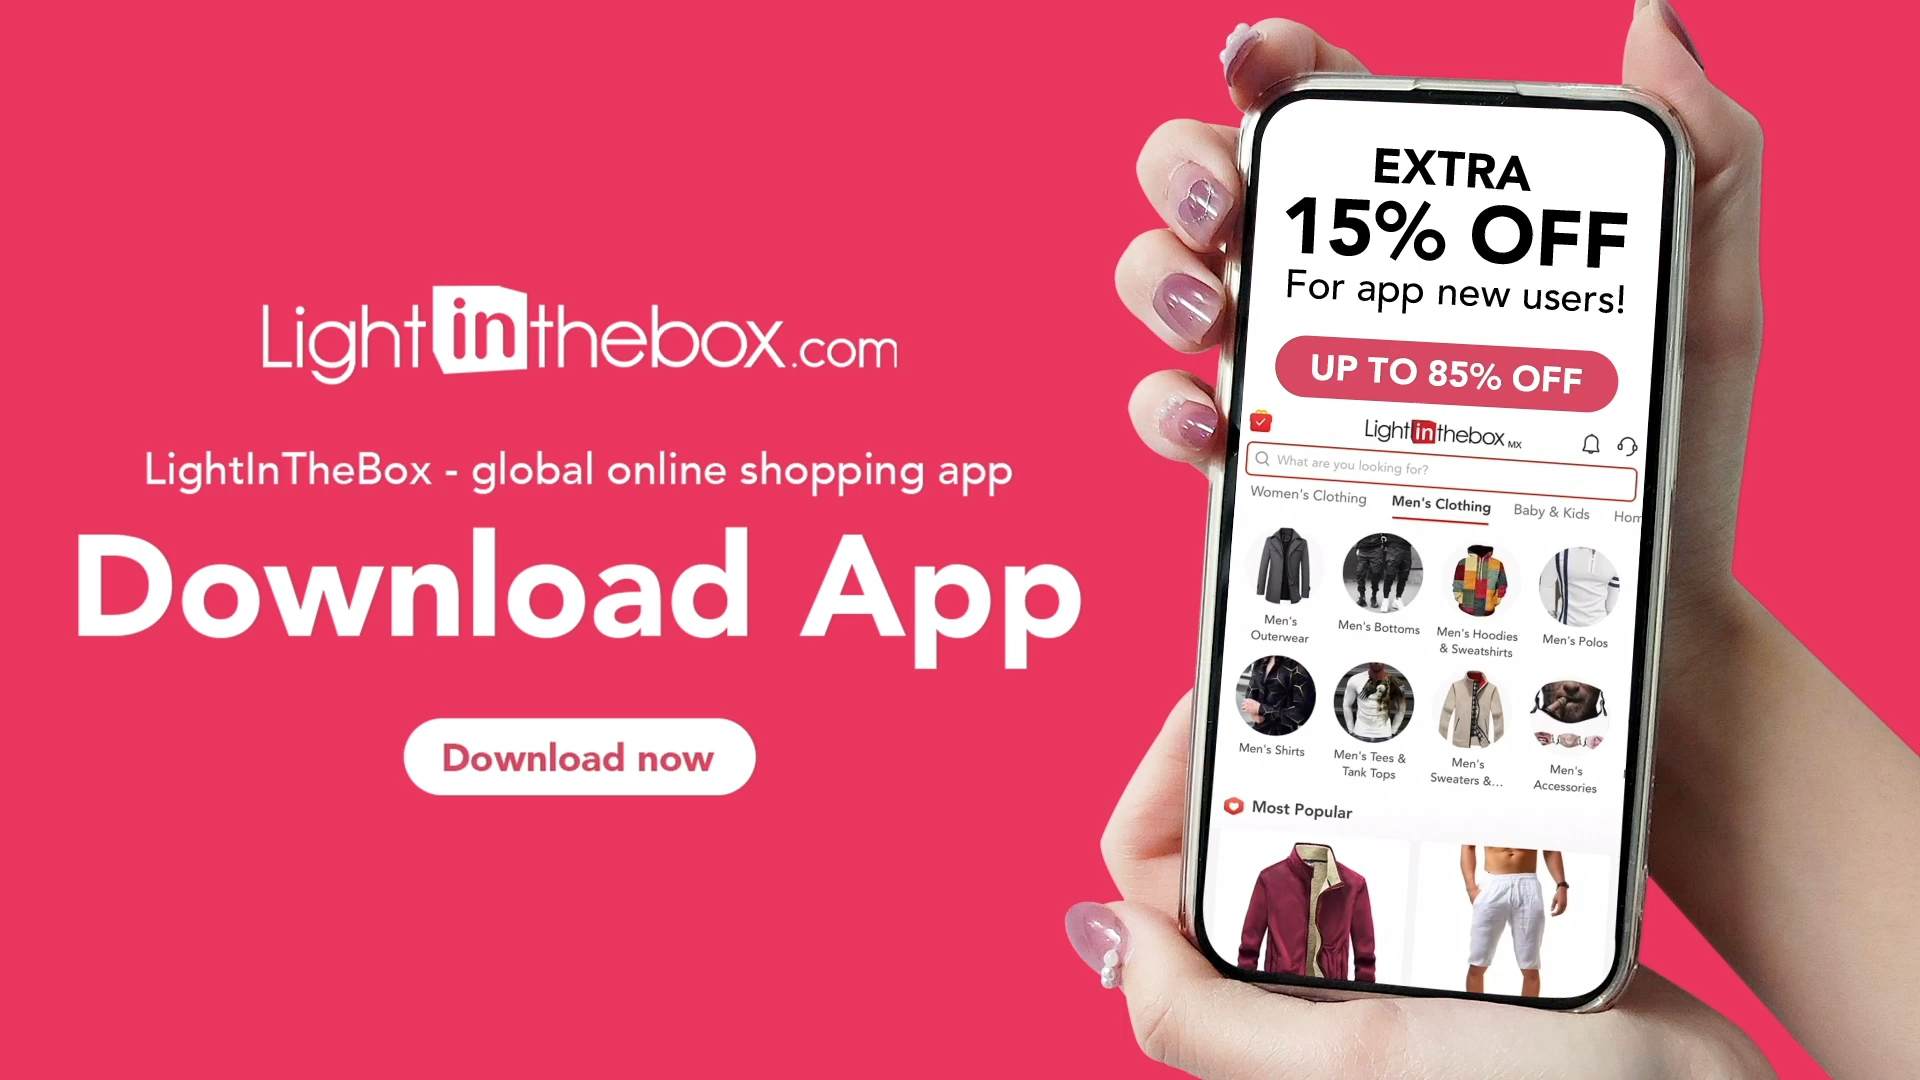 Lightinthebox.com
LightInTheBox - global online shopping app
Download App
Download now
EXTRA
15% OFF
For app new users!
UP TO 85% OFF
Lightinthebox MX
What are you looking for?
Women's Clothing Men's Clothing Baby & Kids Hom
Men's Outerwear
Men's Bottoms
Men's Hoodies
& Sweatshirts
Men's Polos
Men's Shirts
Men's Tees &
Tank Tops
Men's
Sweaters &...
Men's
Accessories
Most Popular